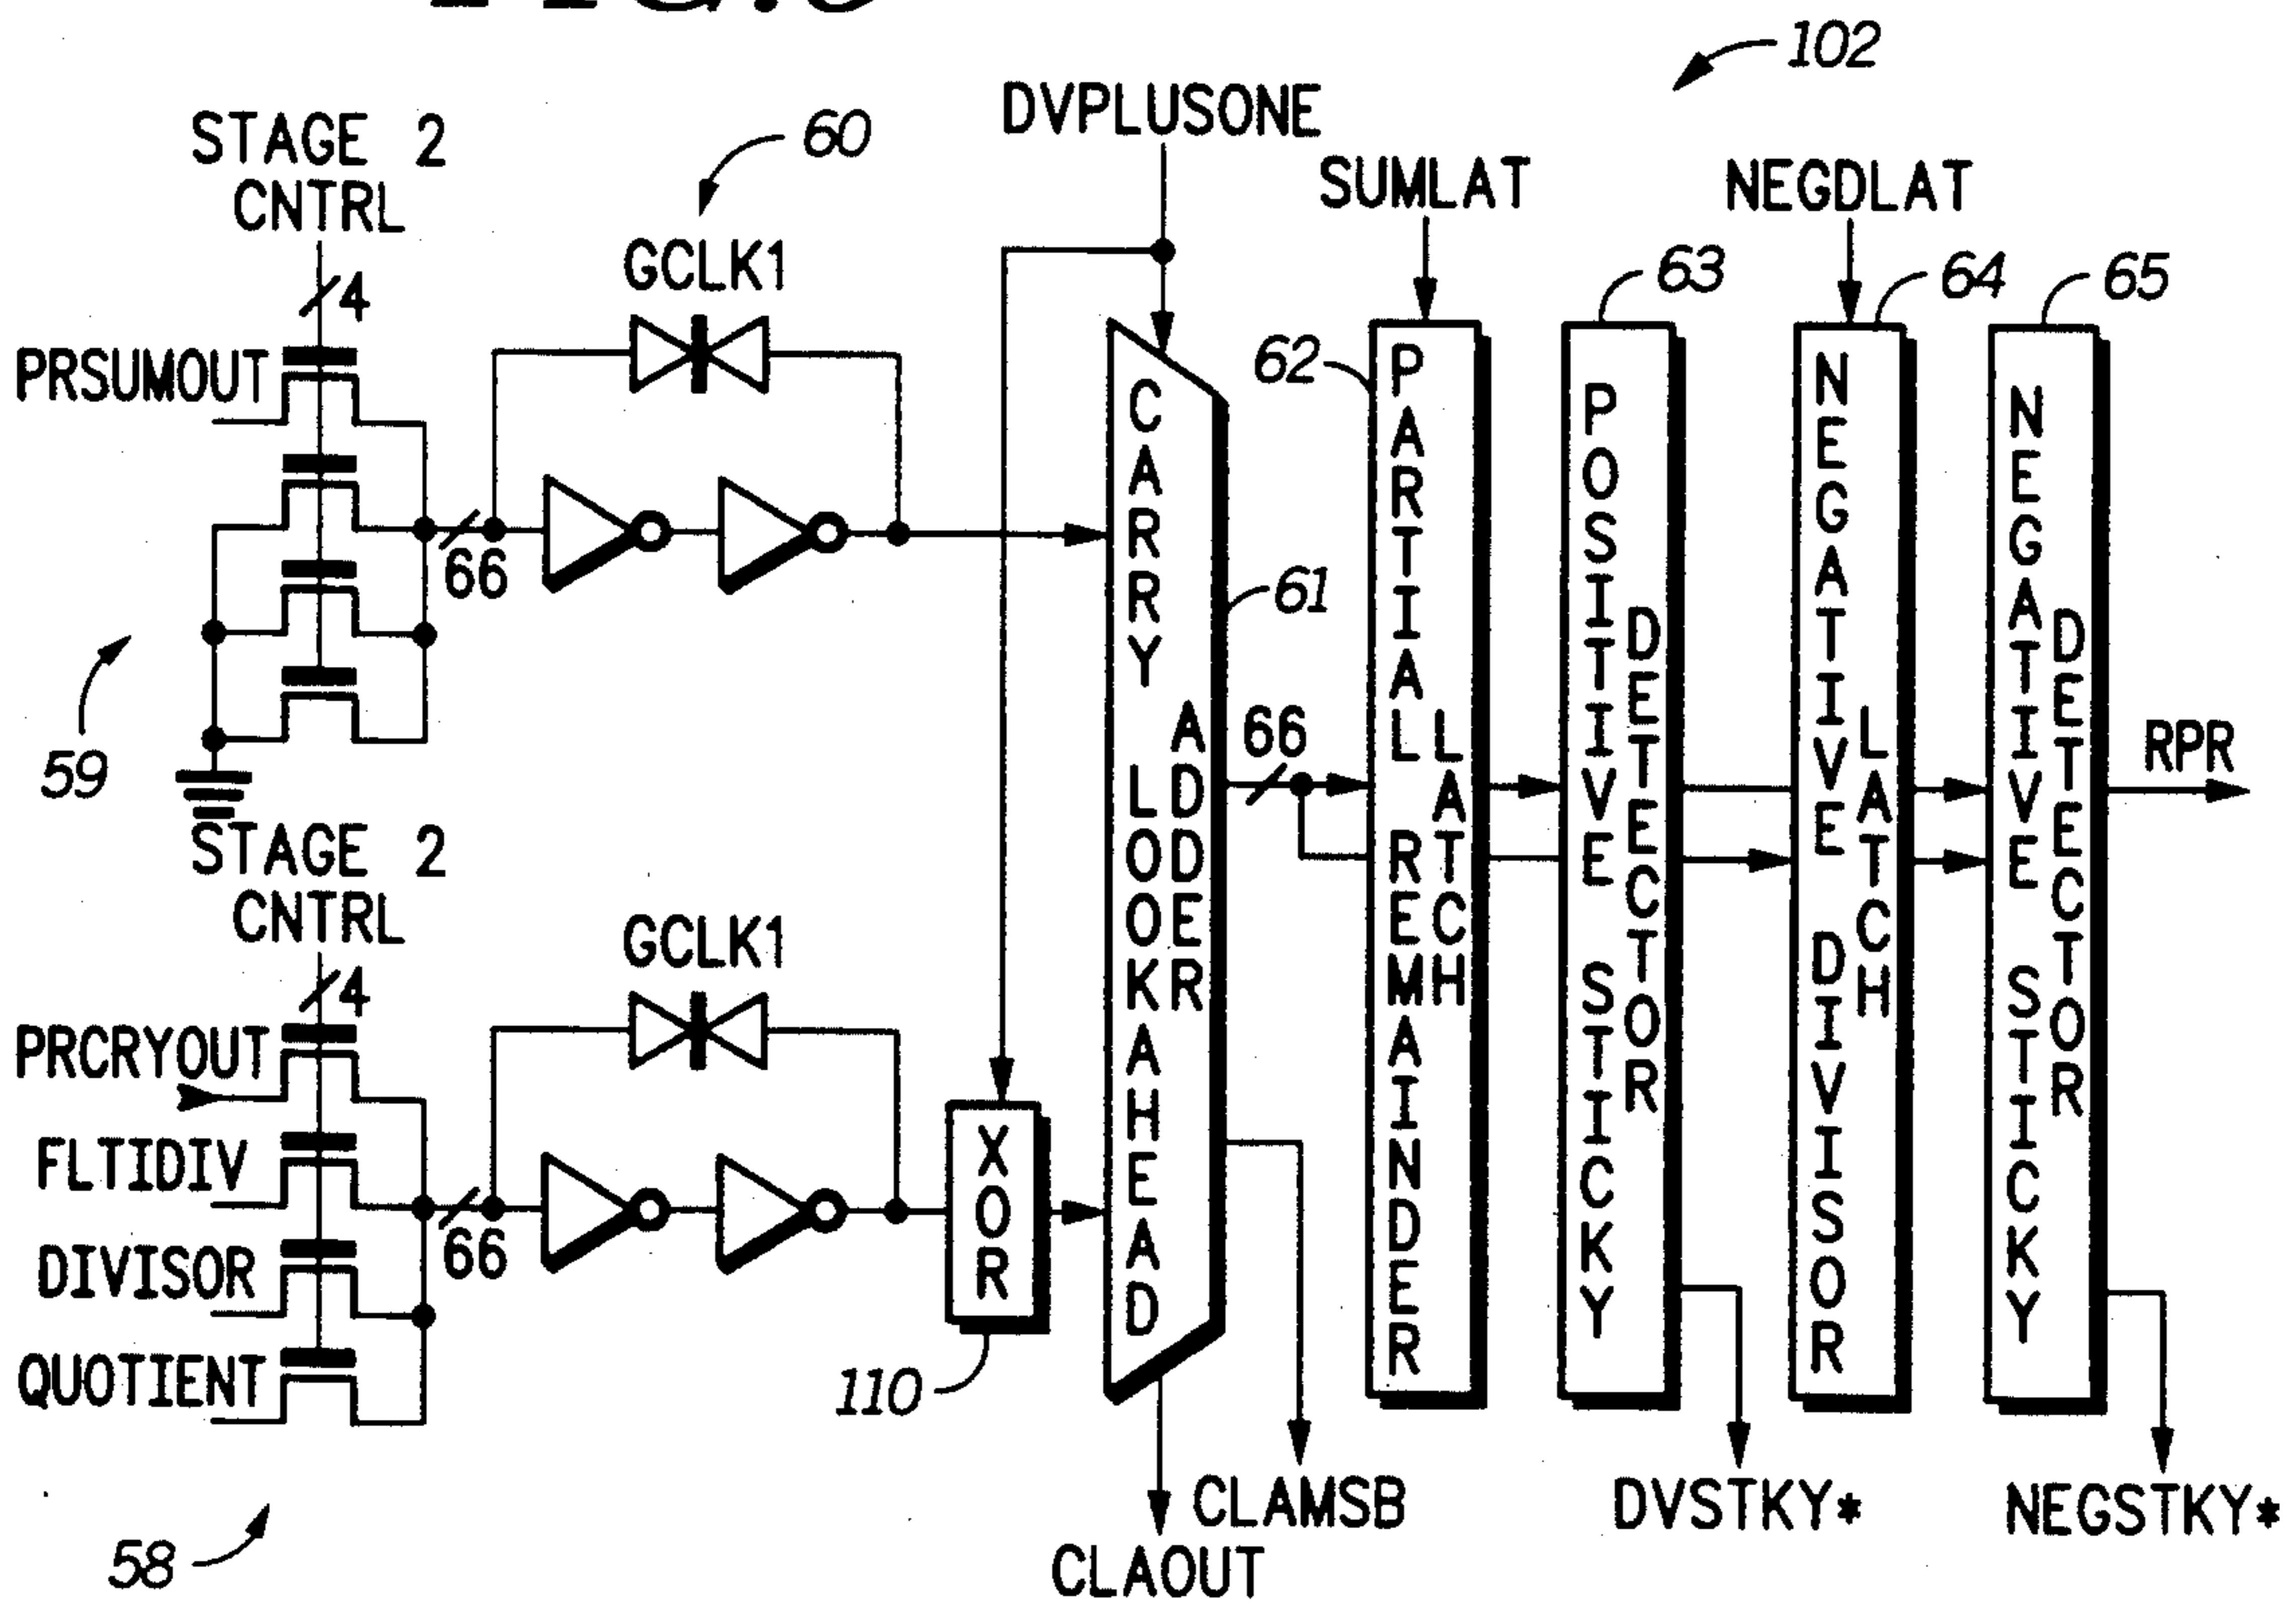 102
DVPLUSONE
STAGE 2
CNTRL
60
SUMLAT
NEGDLAT
GCLK1
4
63
64
65
PRSUMOUT
62
66
61
59
CARRY LOOKAHEAD
ADDER
66
PARTIAL REMAINDER
LATCH
POSITIVE STICKY
DETECTOR
NEGATIVE DIVISOR
LATCH
NEGATIVE STICKY
DETECTOR
RPR
STAGE 2
CNTRL
GCLK1
4
PRCRYOUT
FLTIDIV
66
XOR
DIVISOR
QUOTIENT
110
CLAMSB
DVSTKY*
NEGSTKY*
CLAOUT
58